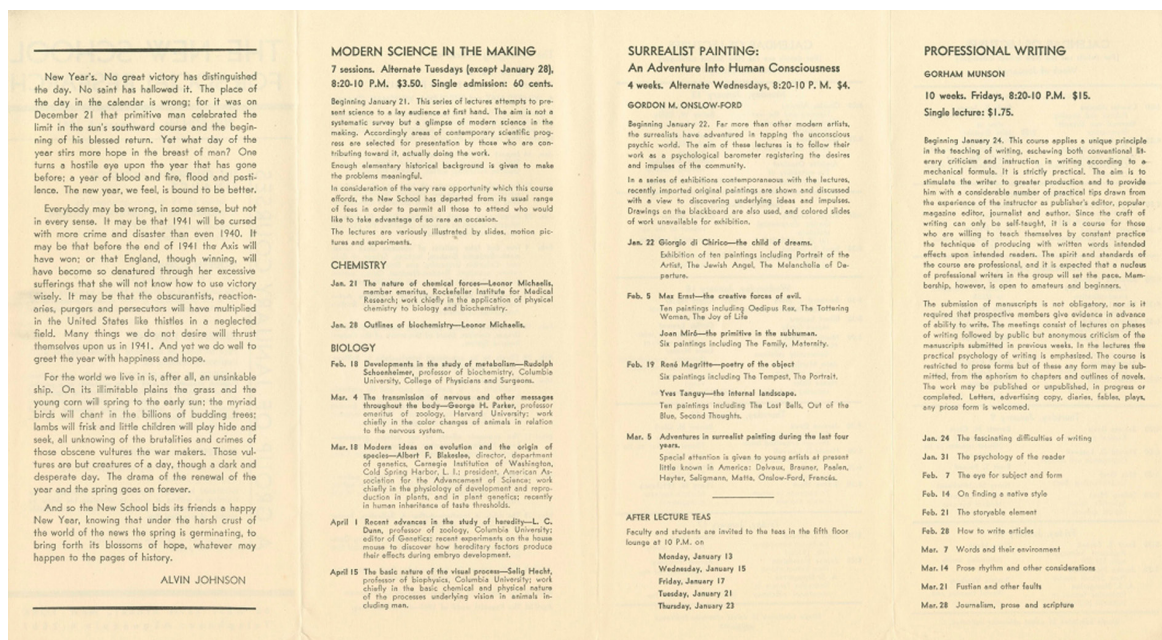 New Year's. No great victory has distinguished
the day. No saint has hallowed it. The place of
the day in the calendar is wrong; for it was on
December 21 that primitive man celebrated the
limit in the sun's southward course and the begin-
ning of his blessed return. Yet what day of the
year stirs more hope in the breast of man? One
turns a hostile eye upon the year that has gone
before; a year of blood and fire, flood and pesti-
lence. The new year, we feel, is bound to be better.
Everybody may be wrong, in some sense, but not
in every sense. It may be that 1941 will be cursed
with more crime and disaster than even 1940. It
may be that before the end of 1941 the Axis will
have won; or that England, though winning, will
have become so denatured through her excessive
sufferings that she will not know how to use victory
wisely. It may be that the obscurantists, reaction-
aries, purgers and persecutors will have multiplied
in the United States like thistles in a neglected
field. Many things we do not desire will thrust
themselves upon us in 1941. And yet we do well to
greet the year with happiness and hope.
For the world we live in is, after all, an unsinkable
ship. On its illimitable plains the grass and the
young corn will spring to the early sun; the myriad
birds will chant in the billions of budding trees;
lambs will frisk and little children will play hide and
seek, all unknowing of the brutalities and crimes of
those obscene vultures the war makers. Those vul-
tures are but creatures of a day, though a dark and
desperate day. The drama of the renewal of the
year and the spring goes on forever.
And so the New School bids its friends a happy
New Year, knowing that under the harsh crust of
the world of the news the spring is germinating, to
bring forth its blossoms of hope, whatever may
happen to the pages of history.
ALVIN JOHNSON
MODERN SCIENCE IN THE MAKING
7 sessions. Alternate Tuesdays (except January 28),
8:20-10 P.M. $3.50. Single admission: 60 cents.
Beginning January 21. This series of lectures attempts to pre-
sent science to a lay audience at first hand. The aim is not a
systematic survey but a glimpse of modern science in the
making. Accordingly areas of contemporary scientific prog-
ress are selected for presentation by those who are con-
tributing toward it, actually doing the work.
Enough elementary historical background is given to make
the problems meaningful.
In consideration of the very rare opportunity which this course
affords, the New School has departed from its usual range
of fees in order to permit all those to attend who would
like to take advantage of so rare an occasion.
The lectures are variously illustrated by slides, motion pic-
tures and experiments.
CHEMISTRY
Jan. 21 The nature of chemical forces—Leonor Michaelis,
member emeritus, Rockefeller Institute for Medical
Research; work chiefly in the application of physical
chemistry to biology and biochemistry.
Jan. 28 Outlines of biochemistry—Leonor Michaelis.
BIOLOGY
Feb. 18 Developments in the study of metabolism—Rudolph
Schoenheimer, professor of biochemistry, Columbia
University, College of Physicians and Surgeons.
Mar. 4 The transmission of nervous and other messages
throughout the body—George H. Parker, professor
emeritus of zoology, Harvard University; work
chiefly in the color changes of animals in relation
to the nervous system.
Mar. 18 Modern ideas on evolution and the origin of
species—Albert F. Blakeslee, director, department
of genetics, Carnegie Institution of Washington,
Cold Spring Harbor, L. I.; president, American As-
sociation for the Advancement of Science; work
chiefly in the physiology of development and repro-
duction in plants, and in plant genetics; recently
in human inheritance of taste thresholds.
April 1 Recent advances in the study of heredity—L. C.
Dunn, professor of zoology, Columbia University;
editor of Genetics; recent experiments on the house
mouse to discover how hereditary factors produce
their effects during embryo development.
April 15 The basic nature of the visual process—Selig Hecht,
professor of biophysics, Columbia University; work
chiefly in the basic chemical and physical nature
of the processes underlying vision in animals in-
cluding man.
SURREALIST PAINTING:
An Adventure Into Human Consciousness
4 weeks. Alternate Wednesdays, 8:20-10 P. M. $4.
GORDON M. ONSLOW-FORD
Beginning January 22. Far more than other modern artists,
the surrealists have adventured in tapping the unconscious
psychic world. The aim of these lectures is to follow their
work as a psychological barometer registering the desires
and impulses of the community.
In a series of exhibitions contemporaneous with the lectures,
recently imported original paintings are shown and discussed
with a view to discovering underlying ideas and impulses.
Drawings on the blackboard are also used, and colored slides
of work unavailable for exhibition.
Jan. 22 Giorgio di Chirico—the child of dreams.
Exhibition of ten paintings including Portrait of the
Artist, The Jewish Angel, The Melancholia of De-
parture.
Feb. 5 Max Ernst—the creative forces of evil.
Ten paintings including Oedipus Rex, The Tottering
Woman, The Joy of Life
Joan Miró—the primitive in the subhuman.
Six paintings including The Family, Maternity.
Feb. 19 René Magritte—poetry of the object
Six paintings including The Tempest, The Portrait.
Yves Tanguy—the internal landscape.
Ten paintings including The Lost Bells, Out of the
Blue, Second Thoughts.
Mar. 5 Adventures in surrealist painting during the last four
years.
Special attention is given to young artists at present
little known in America: Delvaux, Brauner, Paalen,
Hayter, Seligmann, Matta, Onslow-Ford, Francés.
AFTER LECTURE TEAS
Faculty and students are invited to the teas in the fifth floor
lounge at 10 P.M. on
Monday, January 13
Wednesday, January 15
Friday, January 17
Tuesday, January 21
Thursday, January 23
PROFESSIONAL WRITING
GORHAM MUNSON
10 weeks. Fridays, 8:20-10 P.M. $15.
Single lecture: $1.75.
Beginning January 24. This course applies a unique principle
in the teaching of writing, eschewing both conventional lit-
erary criticism and instruction in writing according to a
mechanical formula. It is strictly practical. The aim is to
stimulate the writer to greater production and to provide
him with a considerable number of practical tips drawn from
the experience of the instructor as publisher's editor, popular
magazine editor, journalist and author. Since the craft of
writing can only be self-taught, it is a course for those
who are willing to teach themselves by constant practice
the technique of producing with written words intended
effects upon intended readers. The spirit and standards of
the course are professional, and it is expected that a nucleus
of professional writers in the group will set the pace. Mem-
bership, however, is open to amateurs and beginners.
The submission of manuscripts is not obligatory, nor is it
required that prospective members give evidence in advance
of ability to write. The meetings consist of lectures on phases
of writing followed by public but anonymous criticism of the
manuscripts submitted in previous weeks. In the lectures the
practical psychology of writing is emphasized. The course is
restricted to prose forms but of these any form may be sub-
mitted, from the aphorism to chapters and outlines of novels.
The work may be published or unpublished, in progress or
completed. Letters, advertising copy, diaries, fables, plays,
any prose form is welcomed.
Jan. 24 The fascinating difficulties of writing
Jan. 31 The psychology of the reader
Feb. 7 The eye for subject and form
Feb. 14 On finding a native style
Feb. 21 The storyable element
Feb. 28 How to write articles
Mar. 7 Words and their environment
Mar. 14 Prose rhythm and other considerations
Mar. 21 Fustian and other faults
Mar. 28 Journalism, prose and scripture